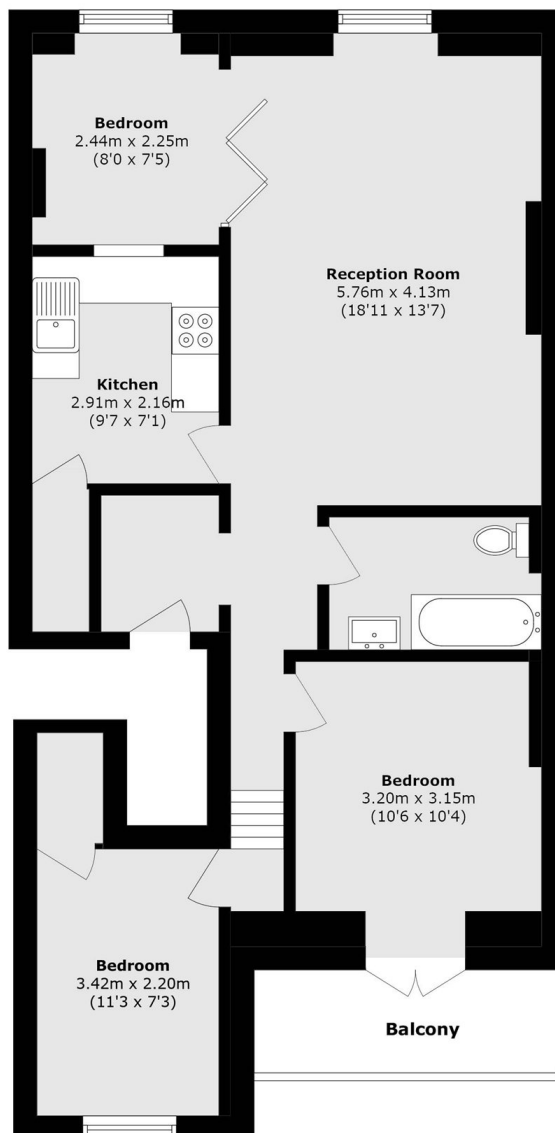 Bedroom
2.44m x 2.25m
(8'0 x 7'5)
Reception Room
5.76m x 4.13m
(18'11 x 13'7)
Kitchen
2.91m x 2.16m
(9'7 x 7'1)
Bedroom
3.20m x 3.15m
(10'6 x 10'4)
Bedroom
3.42m x 2.20m
(11'3 x 7'3)
Balcony